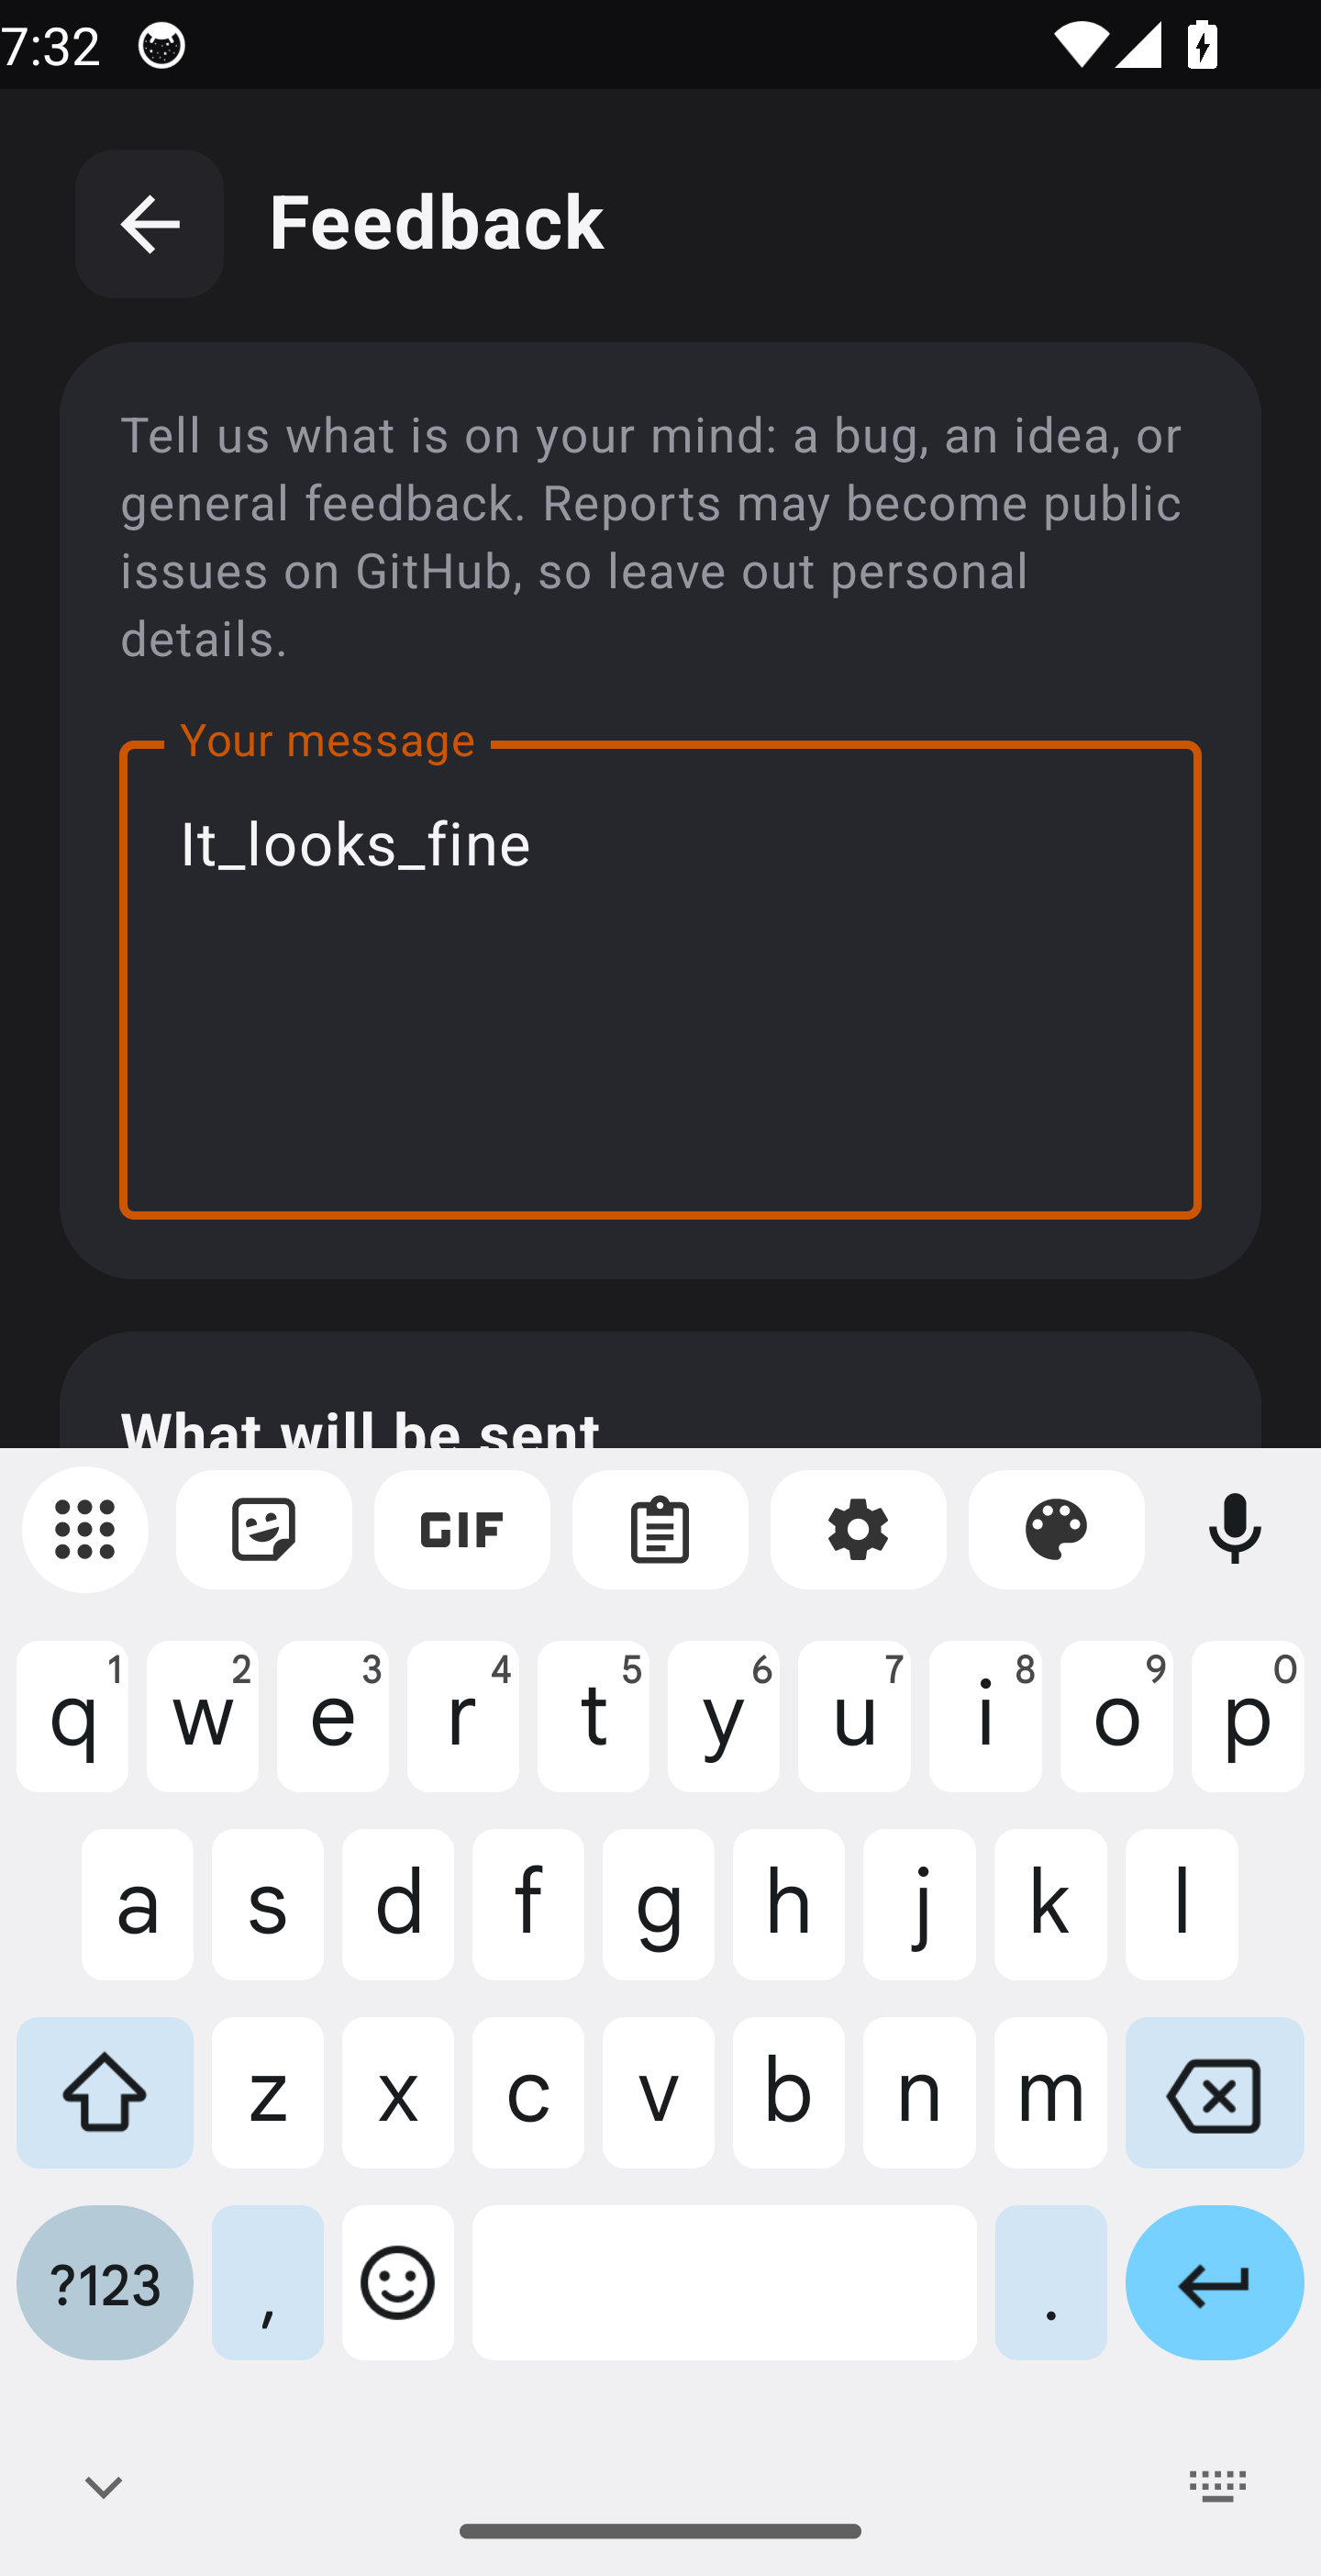 7:32
Feedback
Tell us what is on your mind: a bug, an idea, or
general feedback. Reports may become public
issues on GitHub, so leave out personal
details.
Your message
It_looks_fine
What will be sent
GIF
q1 w2 e3 r4 t5 y6 u7 i8 o9 p0
a s d f g h j k l
z x c v b n m
?123 , .